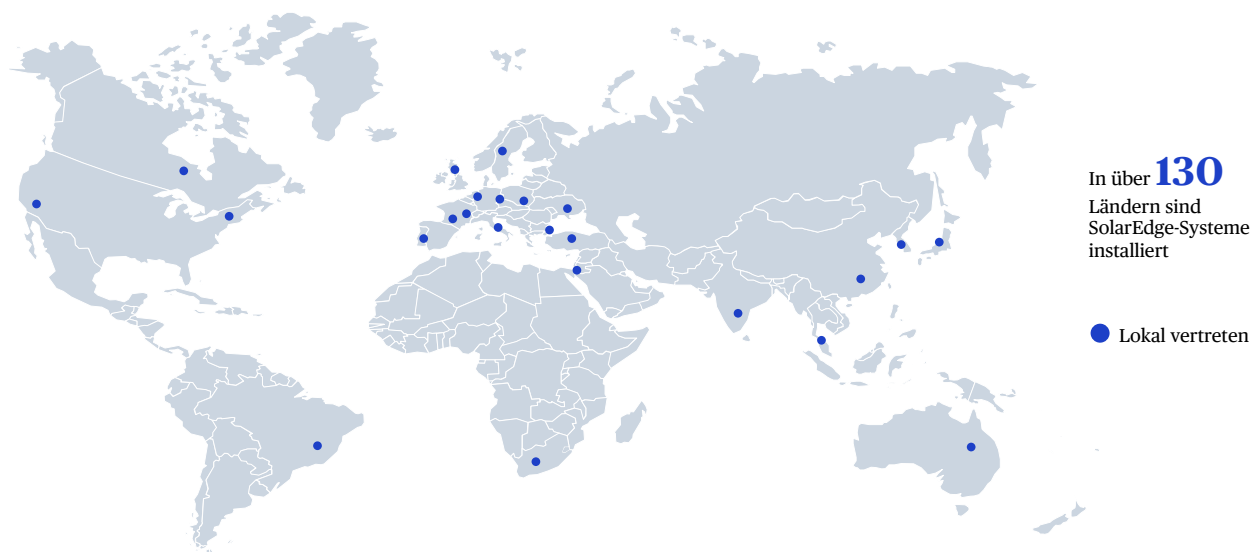 In über 130
Ländern sind
SolarEdge-Systeme
installiert
Lokal vertreten